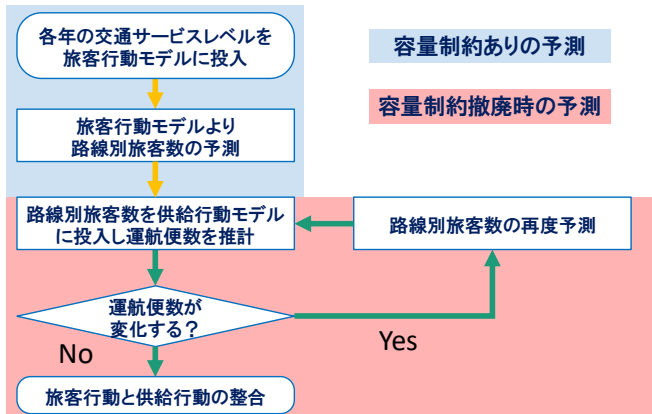 各年の交通サービスレベルを
旅客行動モデルに投入
容量制約ありの予測
容量制約撤廃時の予測
旅客行動モデルより
路線別旅客数の予測
路線別旅客数を供給行動モデル
に投入し運航便数を推計
路線別旅客数の再度予測
運航便数が
変化する？
No
Yes
旅客行動と供給行動の整合